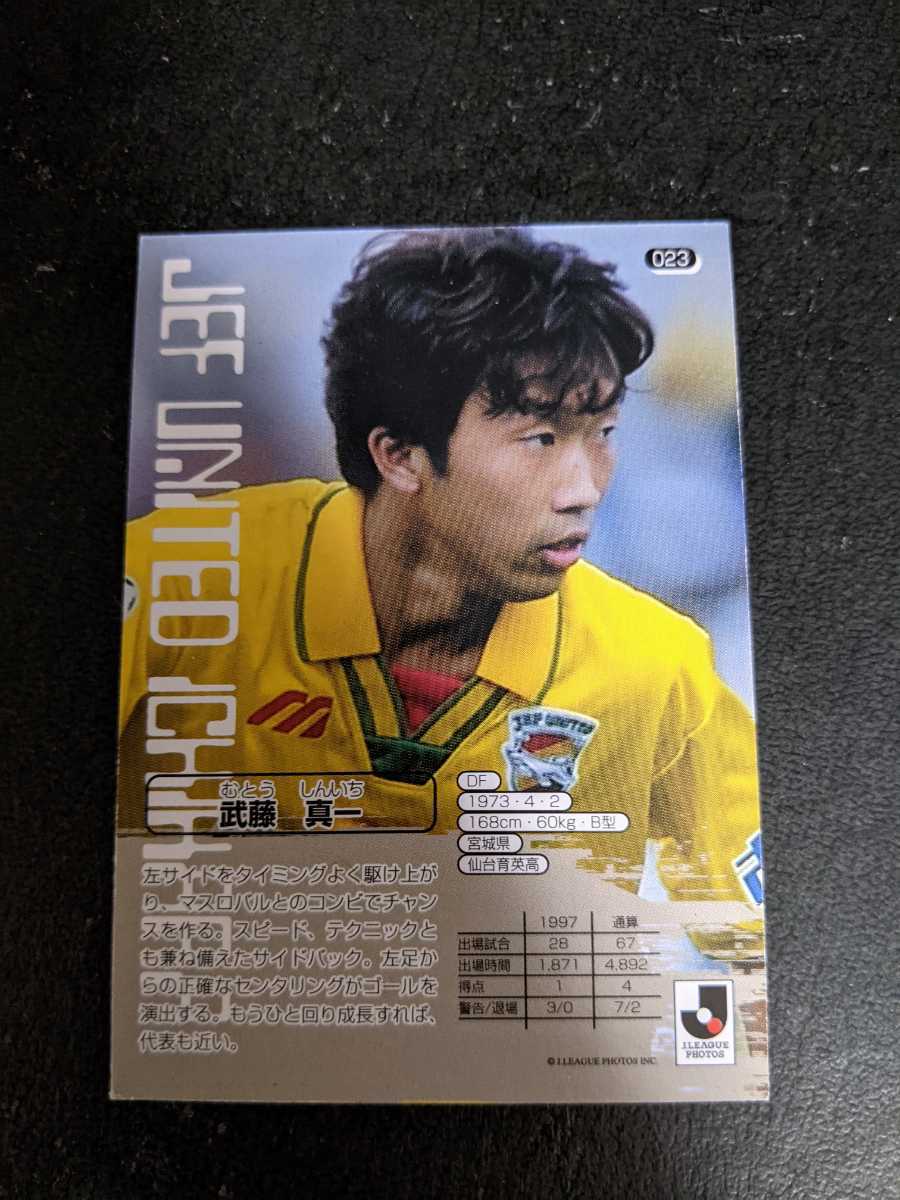 023
JEF UNITED ICHIHARA
JEF UNITED
むとう しんいち
武藤 真一
DF
1973・4・2
168cm・60kg・B型
宮城県
仙台育英高
左サイドをタイミングよく駆け上が
り、マスロバルとのコンビでチャン
スを作る。スピード、テクニックと
も兼ね備えたサイドバック。左足か
らの正確なセンタリングがゴールを
演出する。もうひと回り成長すれば、
代表も近い。
1997 通算
出場試合 28 67
出場時間 1,871 4,892
得点 1 4
警告/退場 3/0 7/2
J.LEAGUE
PHOTOS
© J.LEAGUE PHOTOS INC.